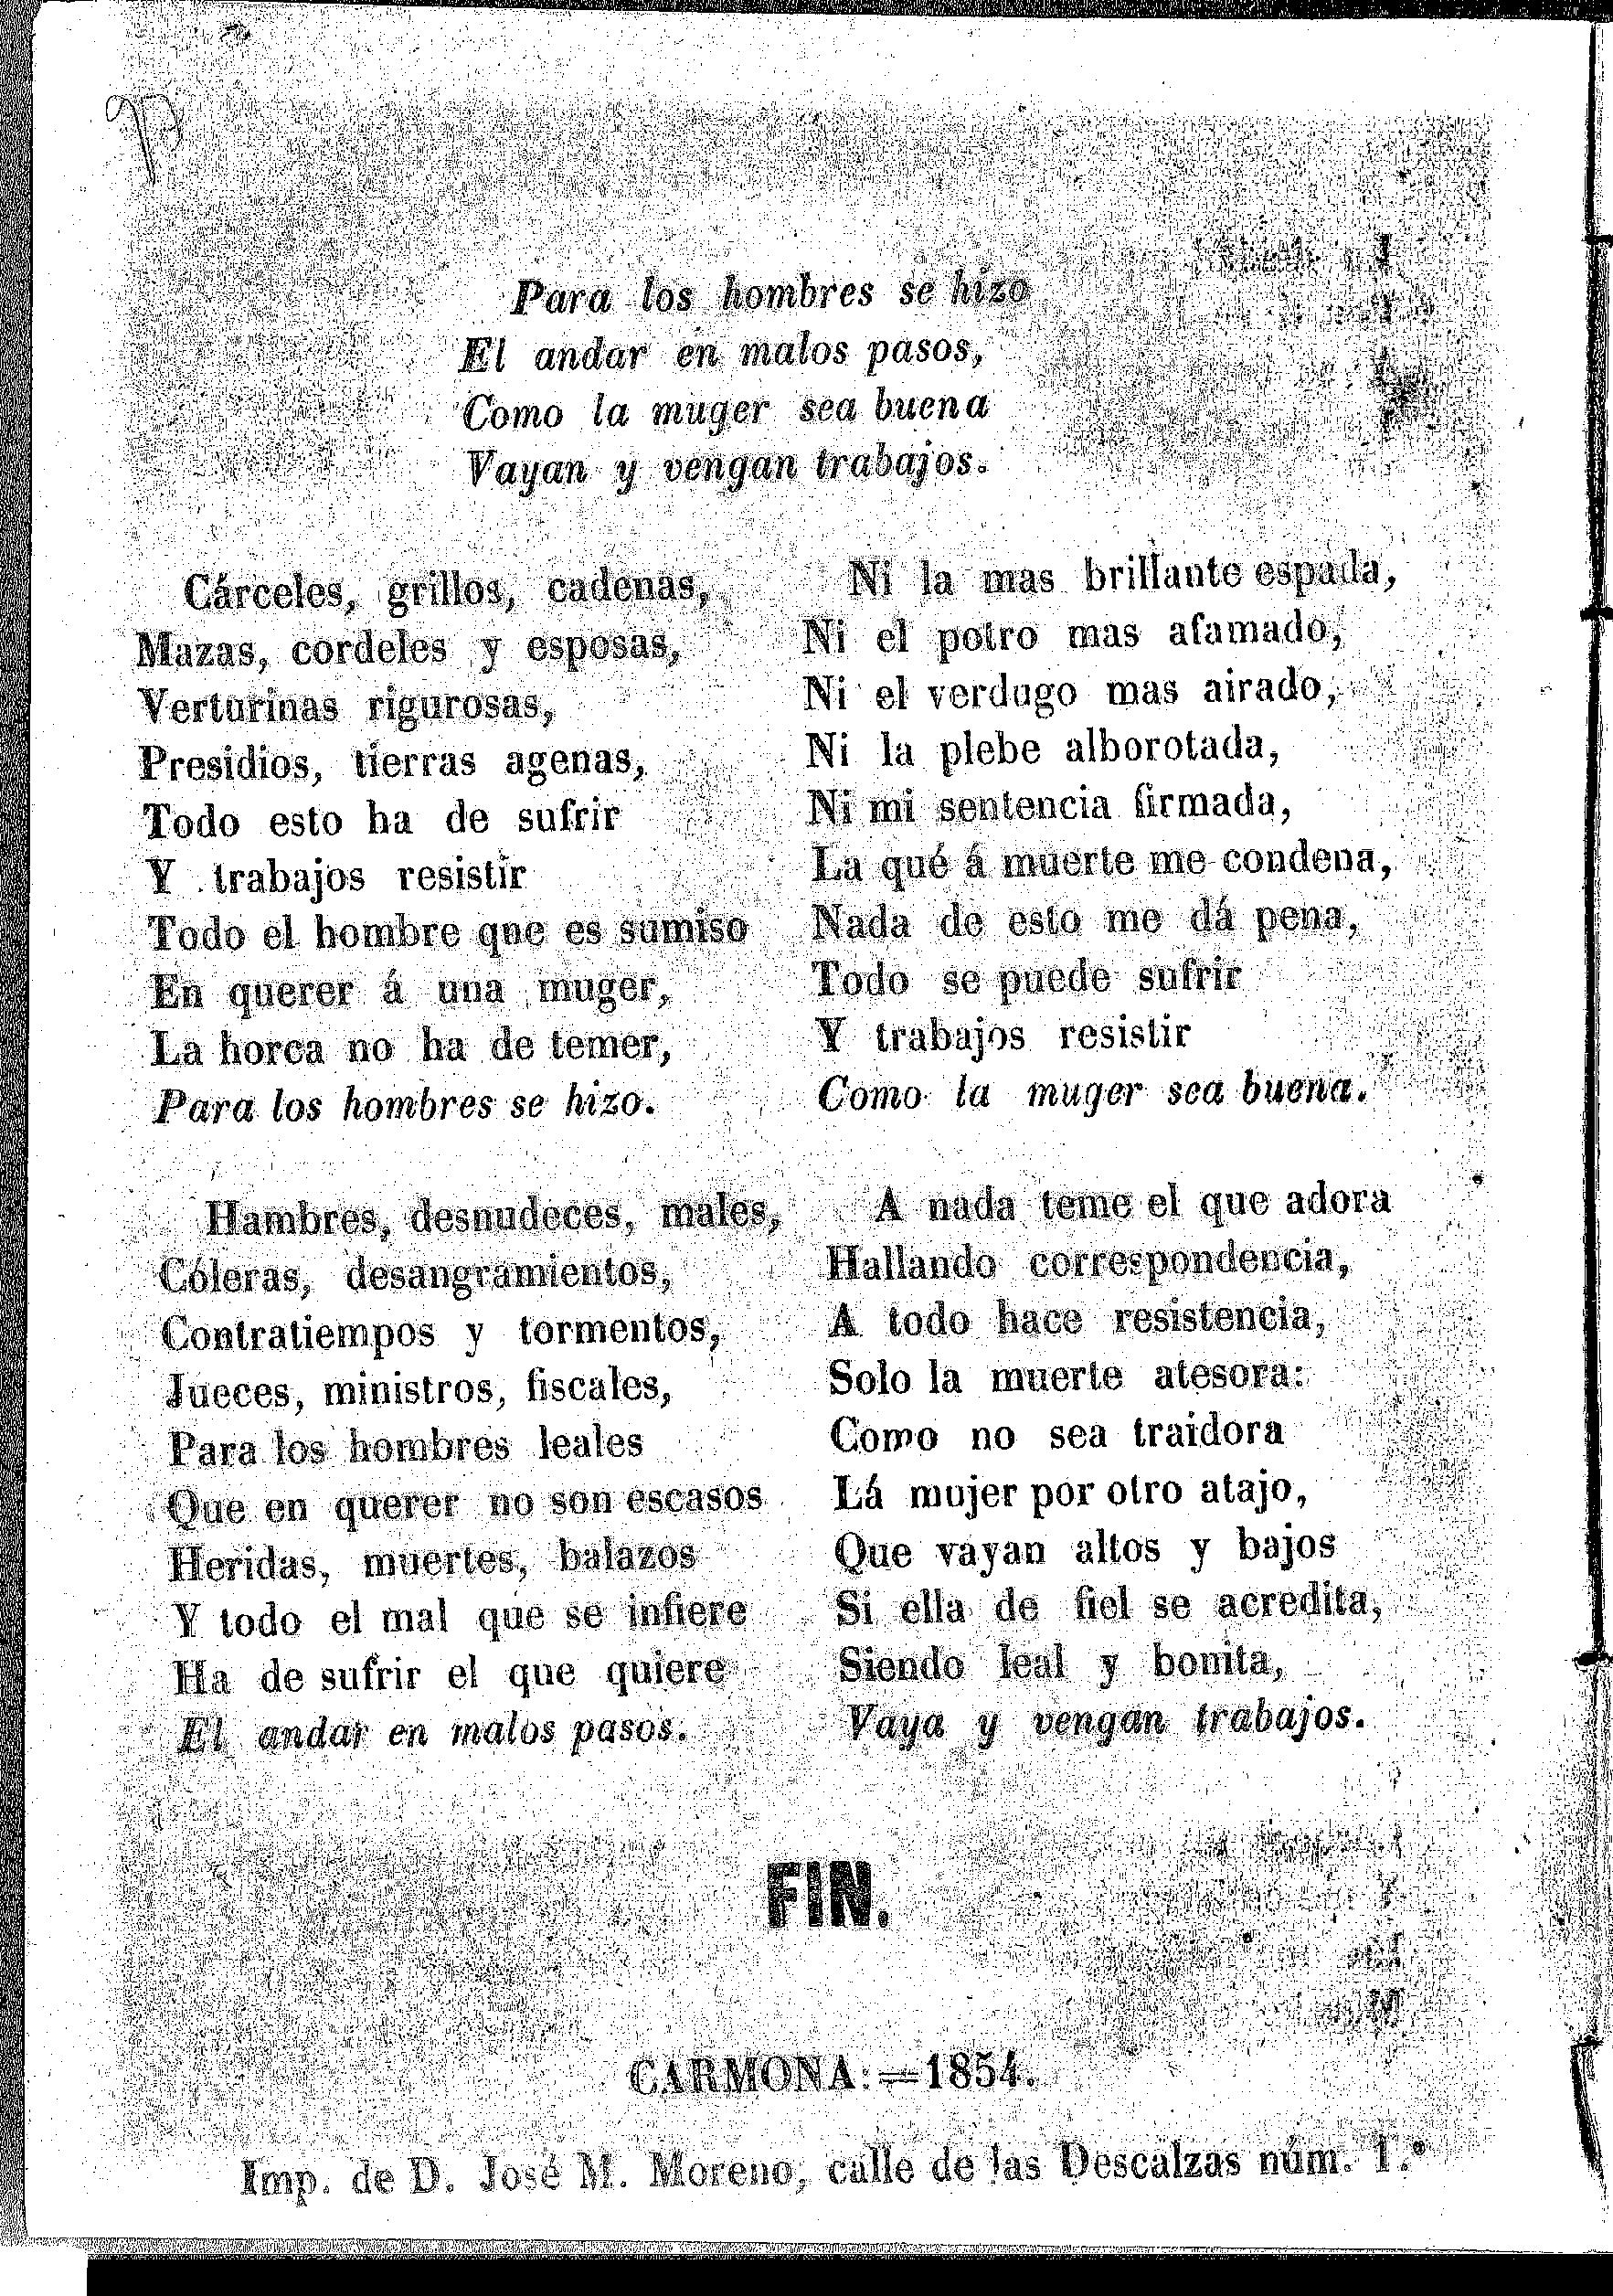 Para los hombres se hizo
El andar en malos pasos,
Como la muger sea buena
Vayan y vengan trabajos.
Cárceles, grillos, cadenas,
Mazas, cordeles y esposas,
Verturinas rigurosas,
Presidios, tierras agenas,
Todo esto ha de sufrir
Y trabajos resistir
Todo el hombre que es sumiso
En querer á una muger,
La horca no ha de temer,
Para los hombres se hizo.
Hambres, desnudeces, males,
Cóleras, desangramientos,
Contratiempos y tormentos,
Jueces, ministros, fiscales,
Para los hombres leales
Que en querer no son escasos
Heridas, muertes, balazos
Y todo el mal que se infiere
Ha de sufrir el que quiere
El andar en malos pasos.
Ni la mas brillante espada,
Ni el potro mas afamado,
Ni el verdugo mas airado,
Ni la plebe alborotada,
Ni mi sentencia firmada,
La qué á muerte me condena,
Nada de esto me dá pena,
Todo se puede sufrir
Y trabajos resistir
Como la muger sea buena.
A nada teme el que adora
Hallando correspondencia,
A todo hace resistencia,
Solo la muerte atesora:
Como no sea traidora
Lá mujer por otro atajo,
Que vayan altos y bajos
Si ella de fiel se acredita,
Siendo leal y bonita,
Vaya y vengan trabajos.
FIN.
CARMONA:=1854.
Imp. de D. José M. Moreno, calle de las Descalzas núm. 1.º